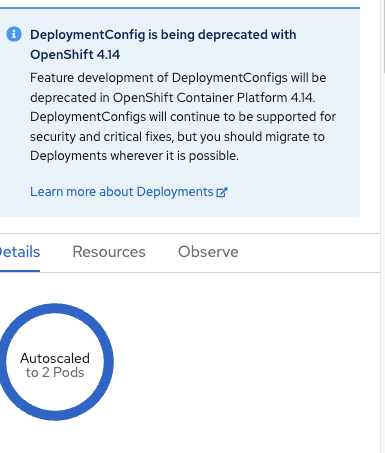 DeploymentConfig is being deprecated with
OpenShift 4.14
Feature development of DeploymentConfigs will be
deprecated in OpenShift Container Platform 4.14.
DeploymentConfigs will continue to be supported for
security and critical fixes, but you should migrate to
Deployments wherever it is possible.
Learn more about Deployments
Details Resources Observe
Autoscaled
to 2 Pods